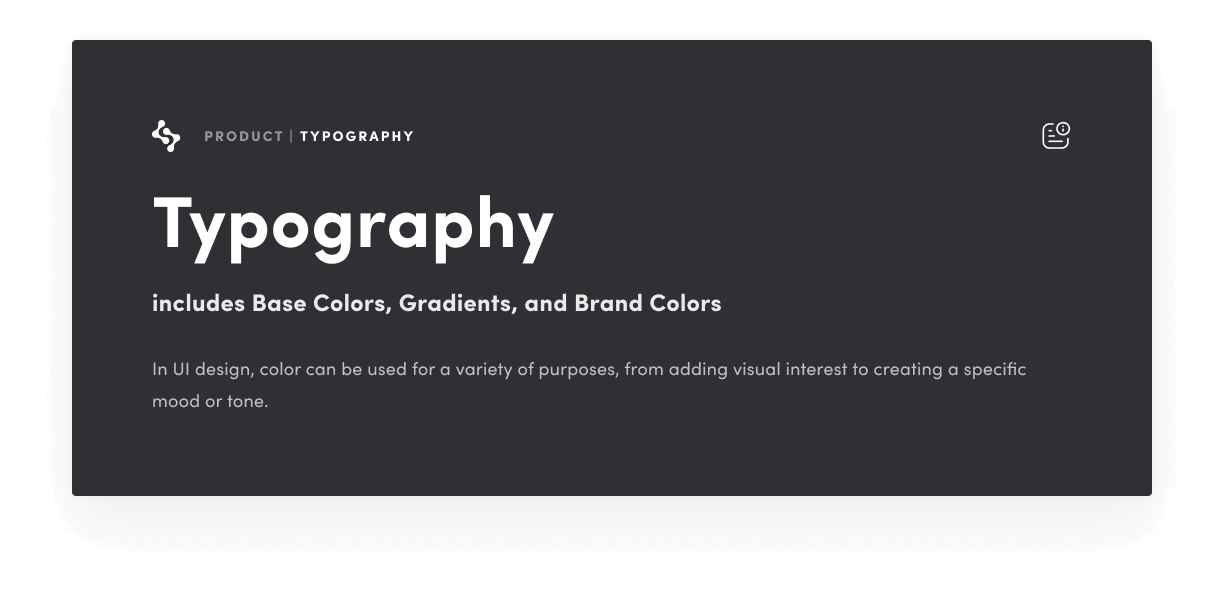 PRODUCT | TYPOGRAPHY
Typography
includes Base Colors, Gradients, and Brand Colors
In UI design, color can be used for a variety of purposes, from adding visual interest to creating a specific
mood or tone.